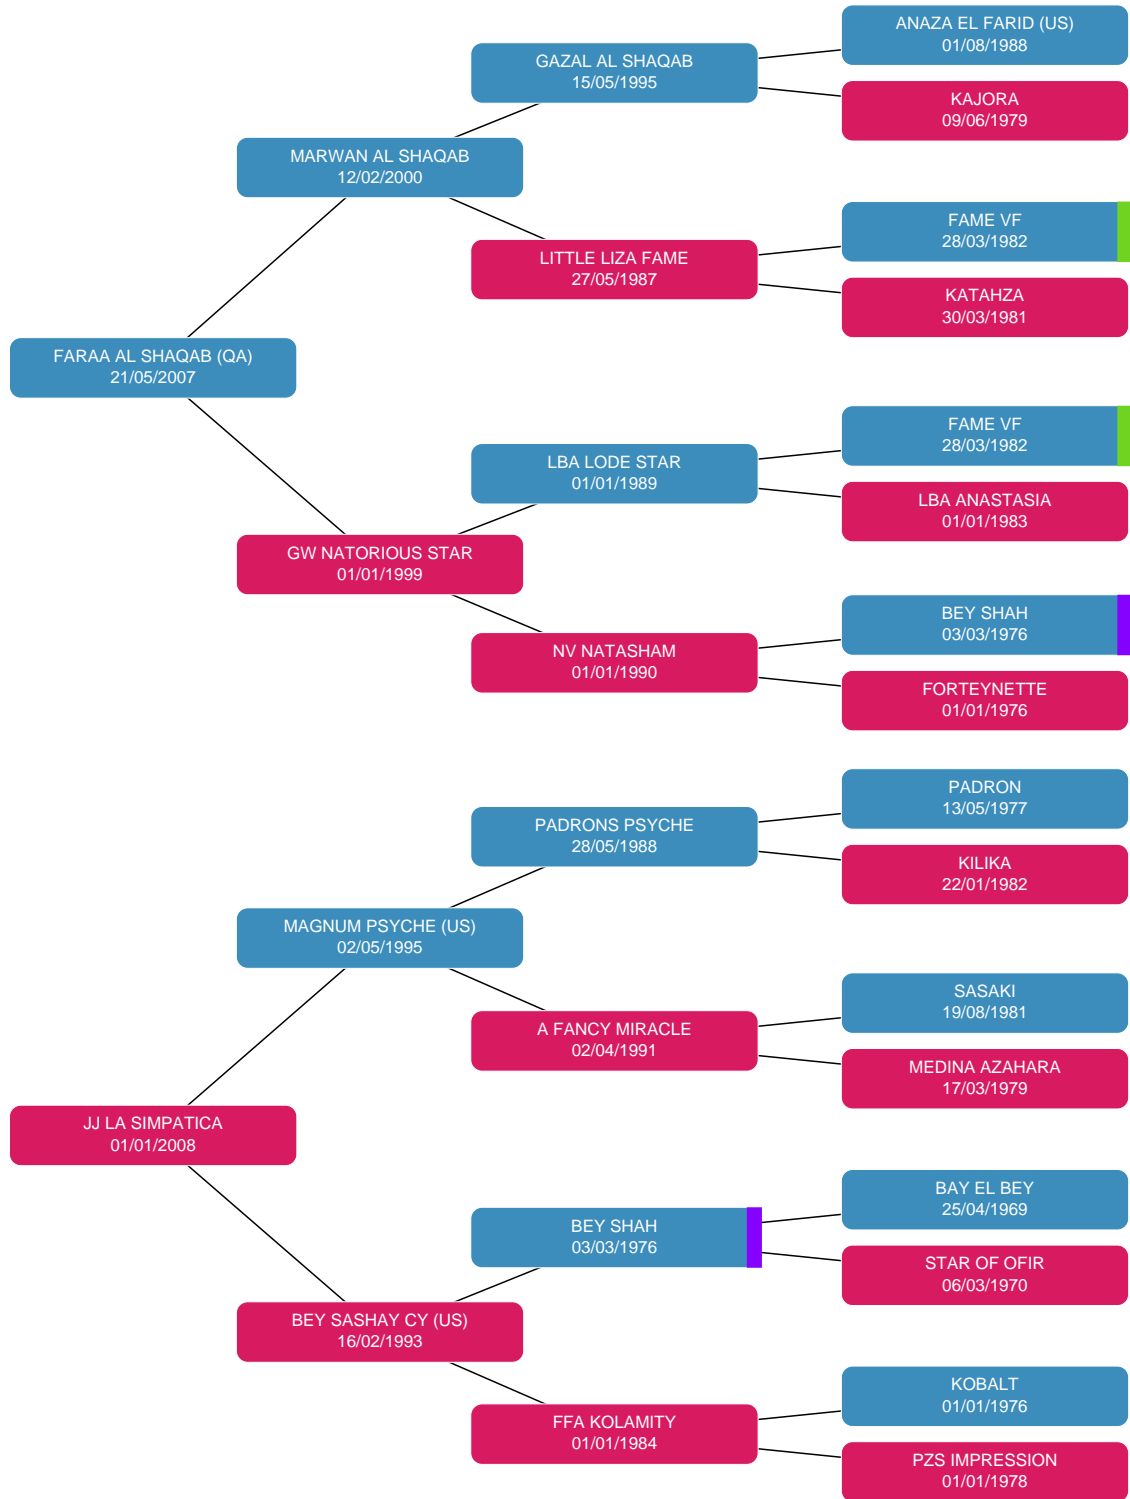 ANAZA EL FARID (US)
01/08/1988
GAZAL AL SHAQAB
15/05/1995
KAJORA
09/06/1979
MARWAN AL SHAQAB
12/02/2000
FAME VF
28/03/1982
LITTLE LIZA FAME
27/05/1987
KATAHZA
30/03/1981
FARAA AL SHAQAB (QA)
21/05/2007
FAME VF
28/03/1982
LBA LODE STAR
01/01/1989
LBA ANASTASIA
01/01/1983
GW NATORIOUS STAR
01/01/1999
BEY SHAH
03/03/1976
NV NATASHAM
01/01/1990
FORTEYNETTE
01/01/1976
PADRON
13/05/1977
PADRONS PSYCHE
28/05/1988
KILIKA
22/01/1982
MAGNUM PSYCHE (US)
02/05/1995
SASAKI
19/08/1981
A FANCY MIRACLE
02/04/1991
MEDINA AZAHARA
17/03/1979
JJ LA SIMPATICA
01/01/2008
BAY EL BEY
25/04/1969
BEY SHAH
03/03/1976
STAR OF OFIR
06/03/1970
BEY SASHAY CY (US)
16/02/1993
KOBALT
01/01/1976
FFA KOLAMITY
01/01/1984
PZS IMPRESSION
01/01/1978